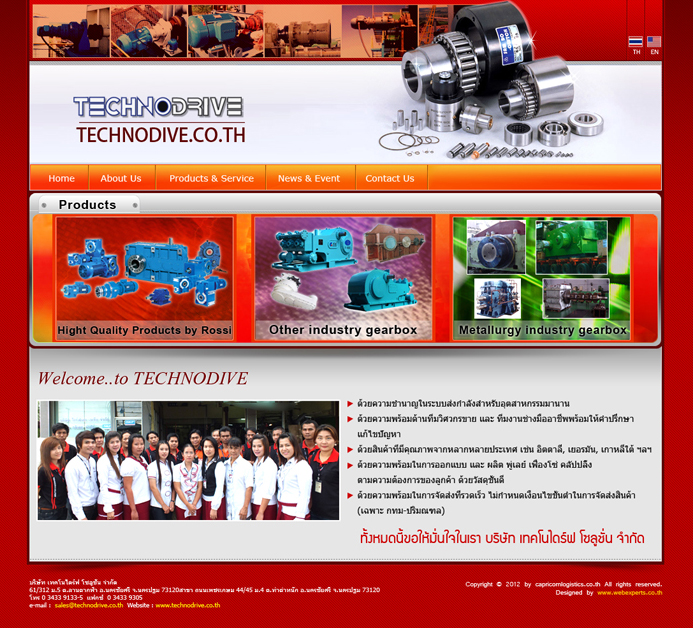 TH EN
TECHNODRIVE
TECHNODIVE.CO.TH
Home About Us Products & Service News & Event Contact Us
Products
Hight Quality Products by Rossi
Other industry gearbox
Metallurgy industry gearbox
Welcome..to TECHNODIVE
ด้วยความชำนาญในระบบส่งกำลังสำหรับอุตสาหกรรมมานาน
ด้วยความพร้อมด้านทีมวิศวกรขาย และ ทีมงานช่างมืออาชีพพร้อมให้คำปรึกษา
แก้ไขปัญหา
ด้วยสินค้าที่มีคุณภาพจากหลากหลายประเทศ เช่น อิตตาลี่, เยอรมัน, เกาหลีใต้ ฯลฯ
ด้วยความพร้อมในการออกแบบ และ ผลิต พูเลย์ เฟืองโซ่ คลัปปลิ้ง
ตามความต้องการของลูกค้า ด้วยวัสดุชั้นดี
ด้วยความพร้อมในการจัดส่งที่รวดเร็ว ไม่กำหนดเงื่อนไขขั้นต่ำในการจัดส่งสินค้า
(เฉพาะ กทม-ปริมณฑล)
ทั้งหมดนี้ขอให้มั่นใจในเรา บริษัท เทคโนไดร์ฟ โซลูชั่น จำกัด
บริษัท เทคโนไดร์ฟ โซลูชั่น จำกัด
61/312 ม.5 ต.ลานตากฟ้า อ.นครชัยศรี จ.นครปฐม 73120สาขา ถนนเพชรเกษม 44/45 ม.4 ต.ท่าตำหนัก อ.นครชัยศรี จ.นครปฐม 73120
โทร 0 3433 9133-5 แฟกซ์ 0 3433 9305
e-mail : sales@technodrive.co.th Website : www.technodrive.co.th
Copyright © 2012 by capricornlogistics.co.th All rights reserved.
Designed by www.webexperts.co.th